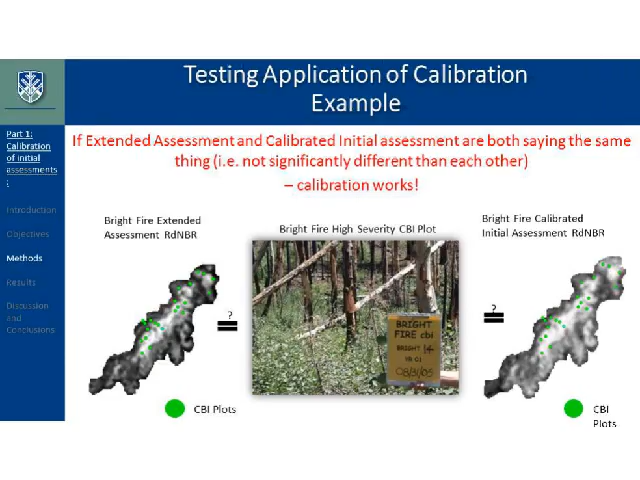 Testing Application of Calibration
Example
Part 1:
Calibration
of initial
assessments
:
Introduction
Objectives
Methods
Results
Discussion
and
Conclusions
If Extended Assessment and Calibrated Initial assessment are both saying the same
thing (i.e. not significantly different than each other)
– calibration works!
Bright Fire Extended
Assessment RdNBR
Bright Fire High Severity CBI Plot
Bright Fire Calibrated
Initial Assessment RdNBR
?
=
?
=
BRIGHT
FIRE cbI
BRIGHT 14
CBI Plots
CBI
Plots